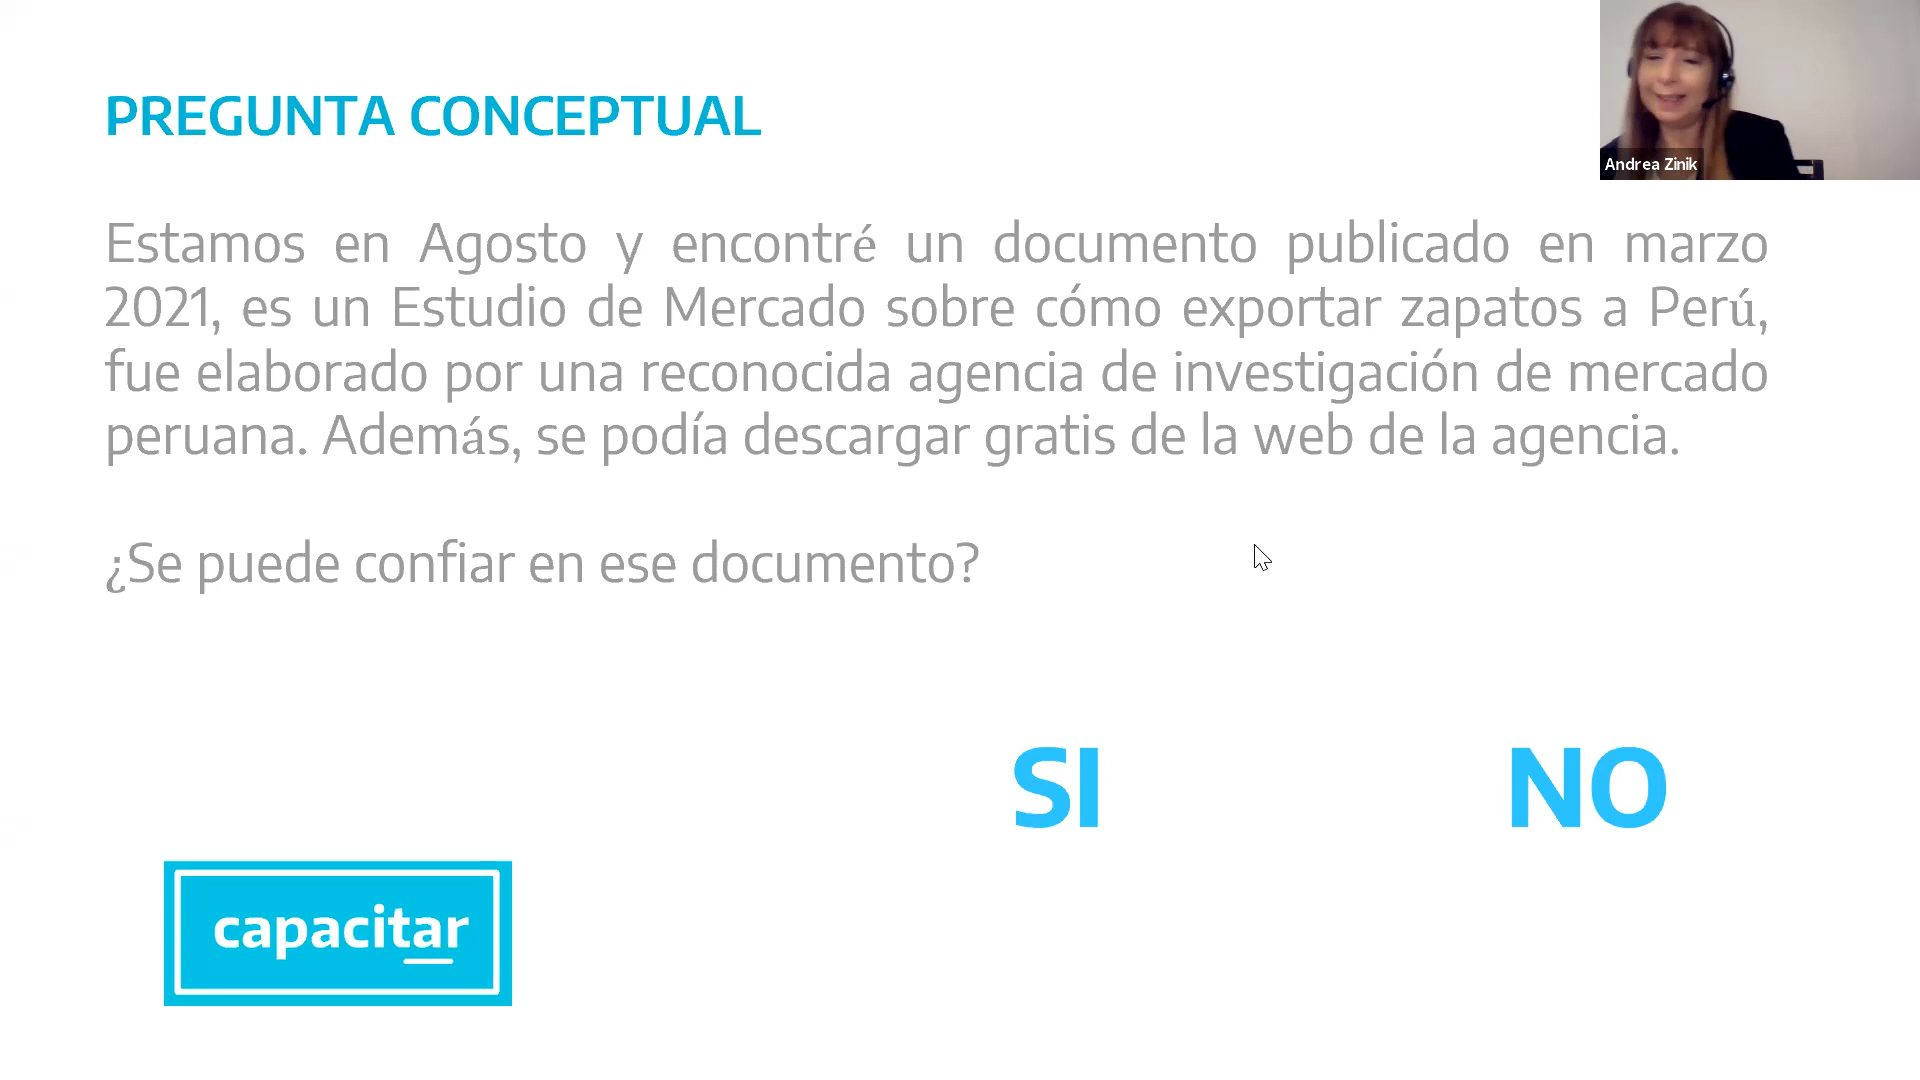 PREGUNTA CONCEPTUAL
Andrea Zinik
Estamos en Agosto y encontré un documento publicado en marzo
2021, es un Estudio de Mercado sobre cómo exportar zapatos a Perú,
fue elaborado por una reconocida agencia de investigación de mercado
peruana. Además, se podía descargar gratis de la web de la agencia.
¿Se puede confiar en ese documento?
SI NO
capacitar